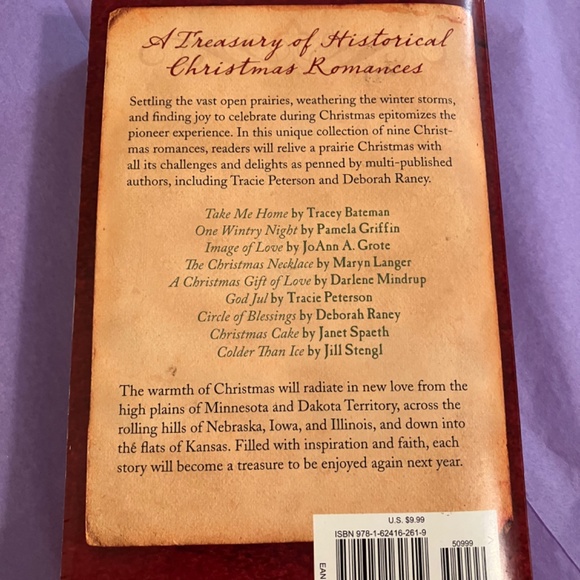 A Treasury of Historical
Christmas Romances
Settling the vast open prairies, weathering the winter storms,
and finding joy to celebrate during Christmas epitomizes the
pioneer experience. In this unique collection of nine Christ-
mas romances, readers will relive a prairie Christmas with
all its challenges and delights as penned by multi-published
authors, including Tracie Peterson and Deborah Raney.
Take Me Home by Tracey Bateman
One Wintry Night by Pamela Griffin
Image of Love by JoAnn A. Grote
The Christmas Necklace by Maryn Langer
A Christmas Gift of Love by Darlene Mindrup
God Jul by Tracie Peterson
Circle of Blessings by Deborah Raney
Christmas Cake by Janet Spaeth
Colder Than Ice by Jill Stengl
The warmth of Christmas will radiate in new love from the
high plains of Minnesota and Dakota Territory, across the
rolling hills of Nebraska, Iowa, and Illinois, and down into
the flats of Kansas. Filled with inspiration and faith, each
story will become a treasure to be enjoyed again next year.
U.S. $9.99
ISBN 978-1-62416-261-9
50999
EAN